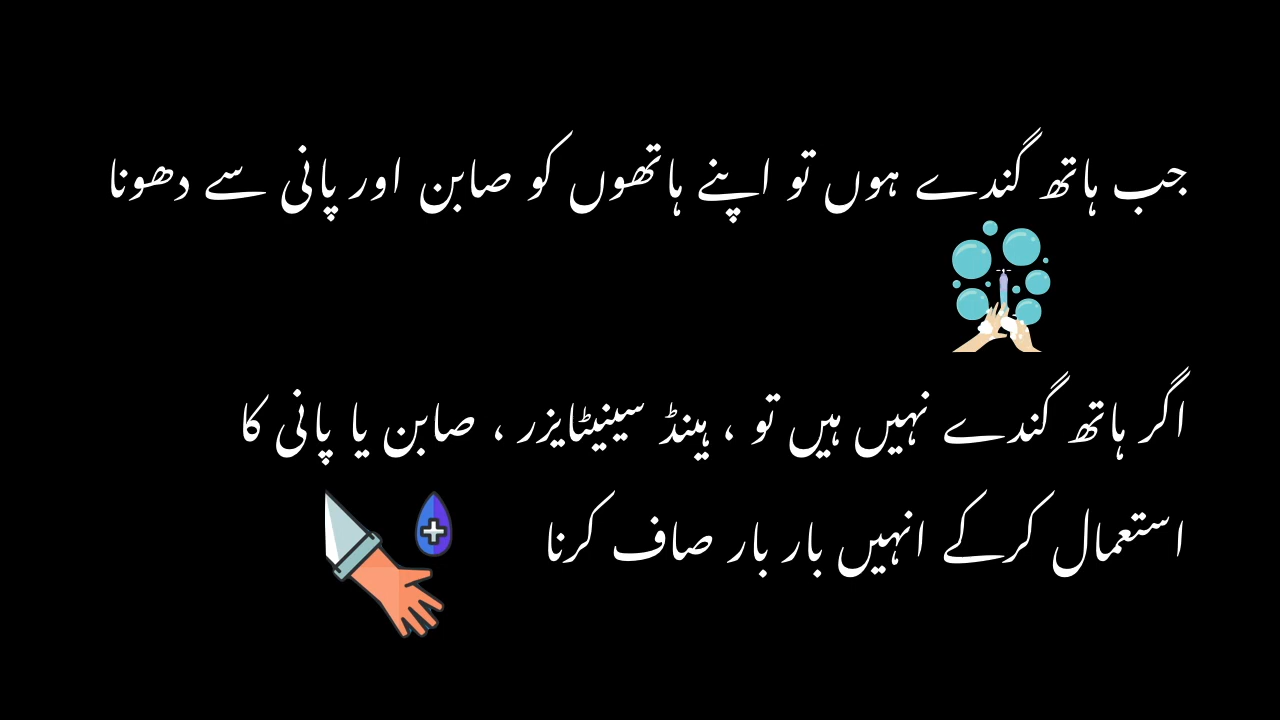 جب ہاتھ گندے ہوں تو اپنے ہاتھوں کو صابن اور پانی سے دھونا
اگر ہاتھ گندے نہیں ہیں تو ، ہینڈ سینیٹایزر ، صابن یا پانی کا
استعمال کرکے انہیں بار بار صاف کرنا